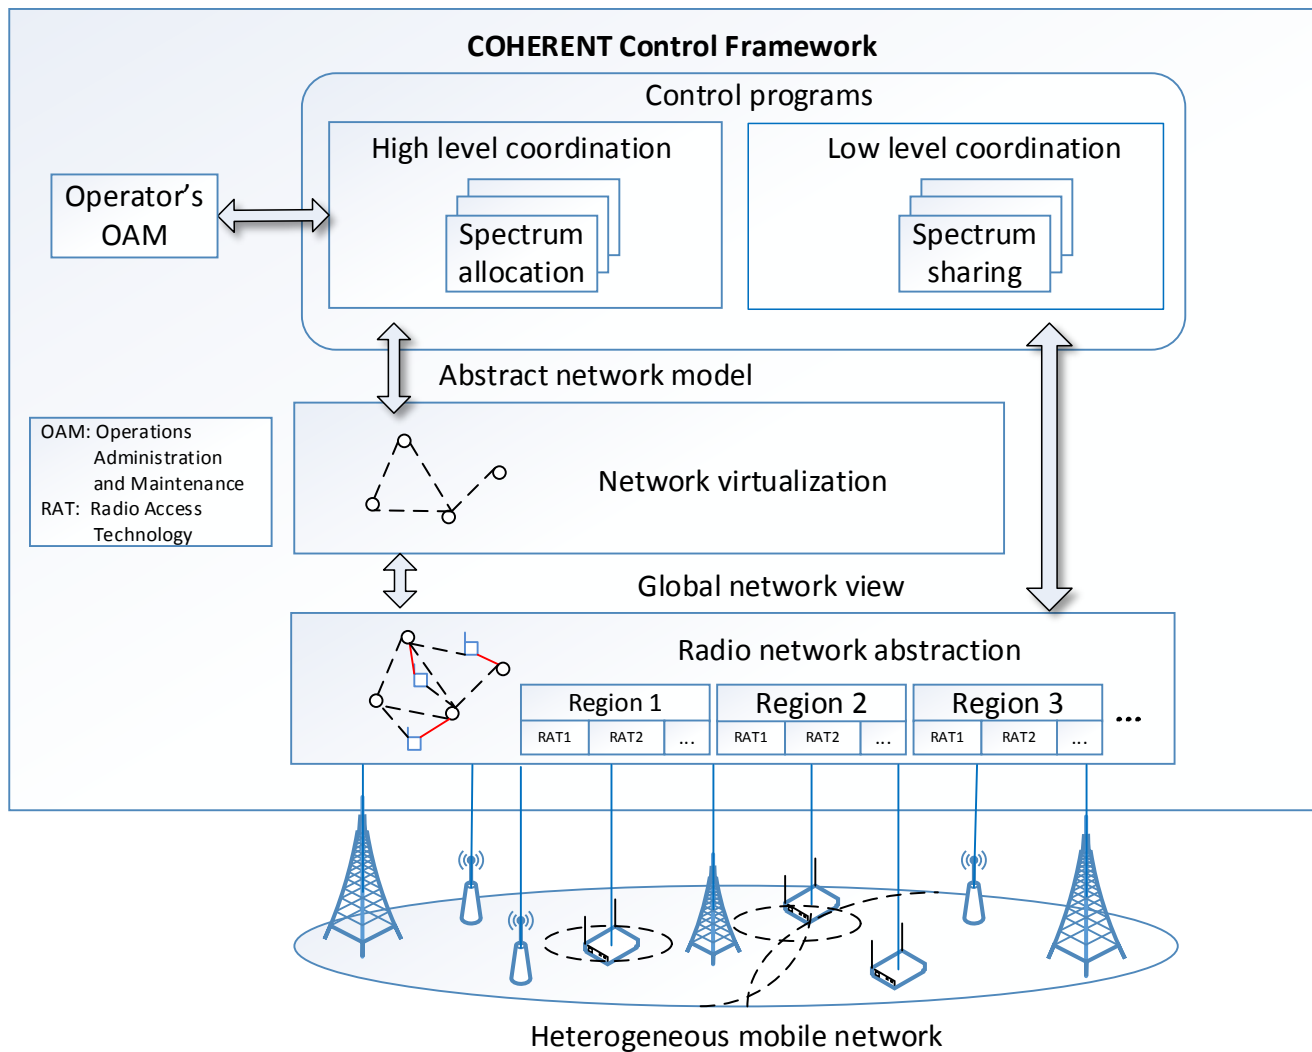 COHERENT Control Framework
Control programs
High level coordination
Low level coordination
Operator’s
OAM
Spectrum
allocation
Spectrum
sharing
Abstract network model
OAM: Operations
Administration
and Maintenance
RAT: Radio Access
Technology
Network virtualization
Global network view
Radio network abstraction
Region 1
Region 2
Region 3
...
RAT1
RAT2
...
RAT1
RAT2
...
RAT1
RAT2
...
Heterogeneous mobile network